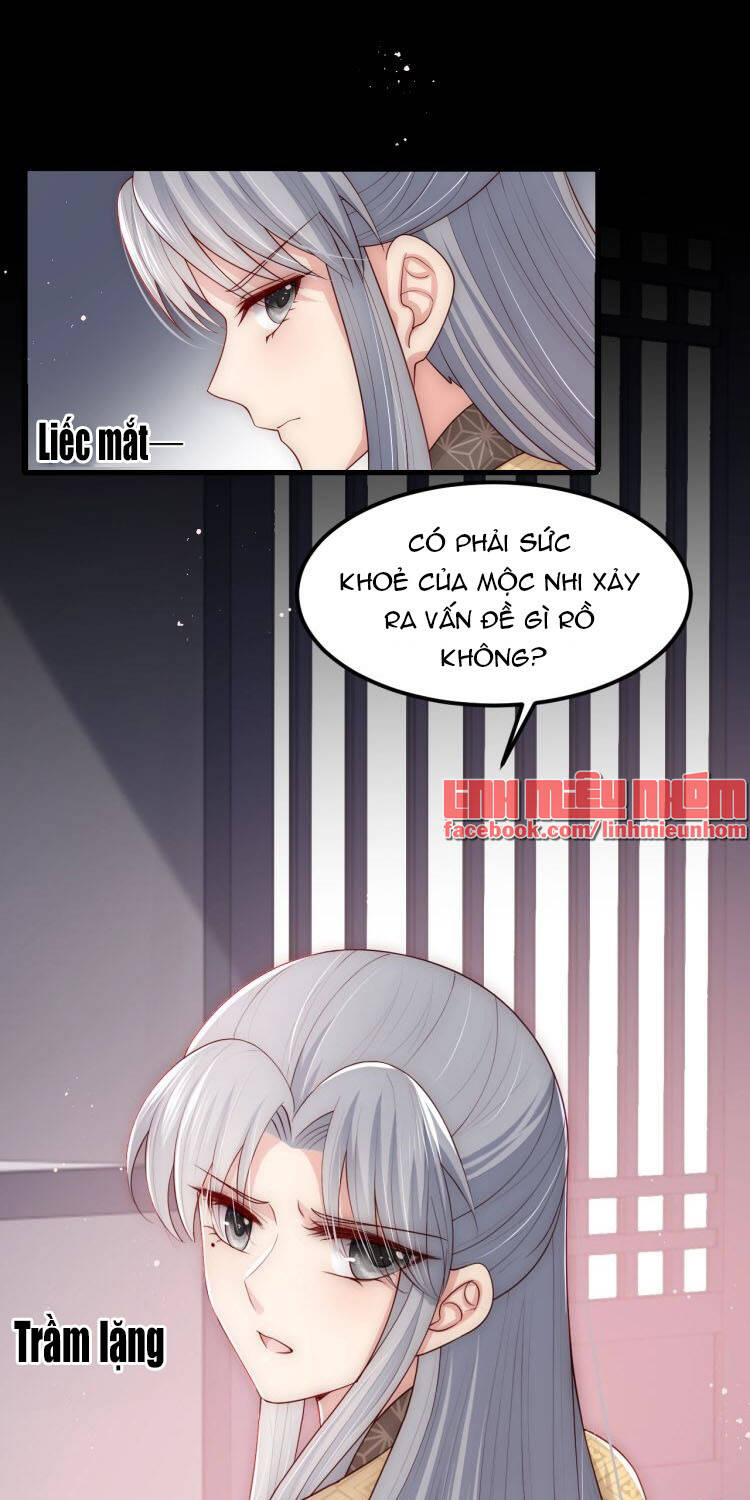 Liếc mắt—
CÓ PHẢI SỨC
KHOẺ CỦA MỘC NHI XẢY
RA VẤN ĐỀ GÌ RỒ
KHÔNG?
LINH MIÊU NHÓM
facebook.com/linhmieunhom
Trầm lặng